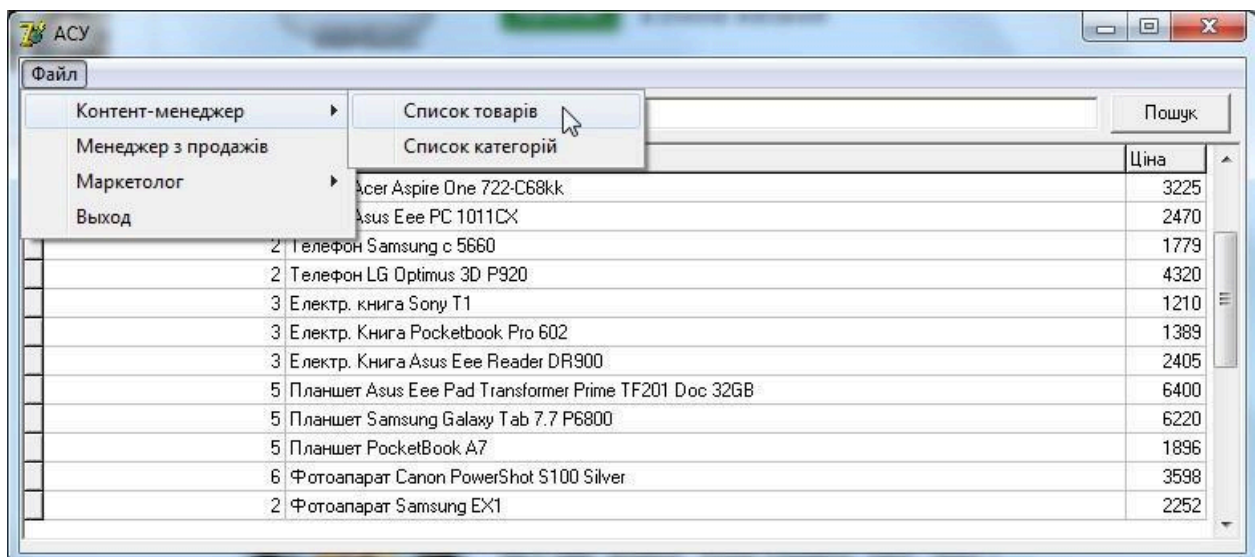 АСУ
Файл
Контент-менеджер
Список товарів
Пошук
Менеджер з продажів
Список категорій
Ціна
Маркетолог
Acer Aspire One 722-C68kk 3225
Выход
Asus Eee PC 1011CX 2470
2 Телефон Samsung c 5660 1779
2 Телефон LG Optimus 3D P920 4320
3 Електр. книга Sony T1 1210
3 Електр. Книга Pocketbook Pro 602 1389
3 Електр. Книга Asus Eee Reader DR900 2405
5 Планшет Asus Eee Pad Transformer Prime TF201 Doc 32GB 6400
5 Планшет Samsung Galaxy Tab 7.7 P6800 6220
5 Планшет PocketBook A7 1896
6 Фотоапарат Canon PowerShot S100 Silver 3598
2 Фотоапарат Samsung EX1 2252